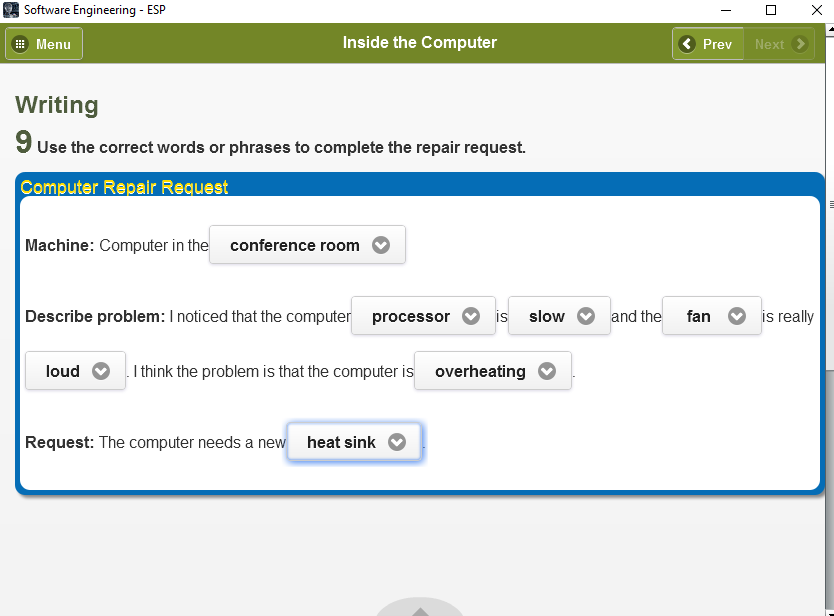 Software Engineering - ESP
Menu
Inside the Computer
Prev
Next
Writing
9 Use the correct words or phrases to complete the repair request.
Computer Repair Request
Machine: Computer in the conference room
Describe problem: I noticed that the computer processor is slow and the fan is really
loud . I think the problem is that the computer is overheating .
Request: The computer needs a new heat sink .